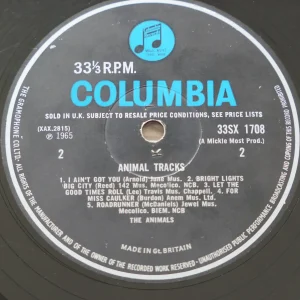 33⅓ R.P.M.
COLUMBIA
SOLD IN U.K. SUBJECT TO RESALE PRICE CONDITIONS, SEE PRICE LISTS
(XAX.2815)
℗ 1965
33SX 1708
(A Mickie Most Prod.)
2
2
ANIMAL TRACKS
1. I AIN'T GOT YOU (Arnold) Tune Mus. 2. BRIGHT LIGHTS
BIG CITY (Reed) 142 Mus. Mcco'lice, NCB. 3. LET THE
GOOD TIMES ROLL (Lee) Travis Mus. Chappell. 4. FOR
MISS CAULKER (Burdon) Anem Mus. Ltd.
5. ROADRUNNER (McDaniels) Jewel Mus.
Mecolice. BIEM. NCB
THE ANIMALS
MADE IN Gt. BRITAIN
THE GRAMOPHONE CO. LTD. ALL RIGHTS OF THE MANUFACTURER AND OF THE OWNER OF THE RECORDED WORK RESERVED. UNAUTHORISED PUBLIC PERFORMANCE BROADCASTING AND COPYING OF THIS RECORD PROHIBITED